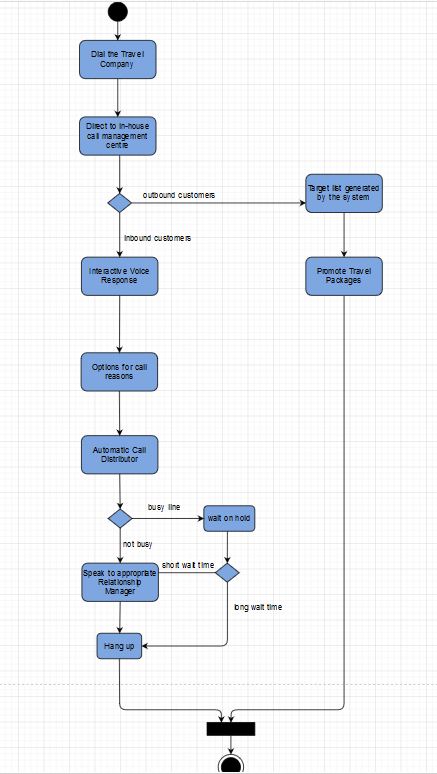 Dial the Travel
Company
Direct to in-house
call management
centre
outbound customers
Target list generated
by the system
Inbound customers
Interactive Voice
Response
Promote Travel
Packages
Options for call
reasons
Automatic Call
Distributor
busy line
wait on hold
not busy
short wait time
Speak to appropriate
Relationship
Manager
long wait time
Hang up